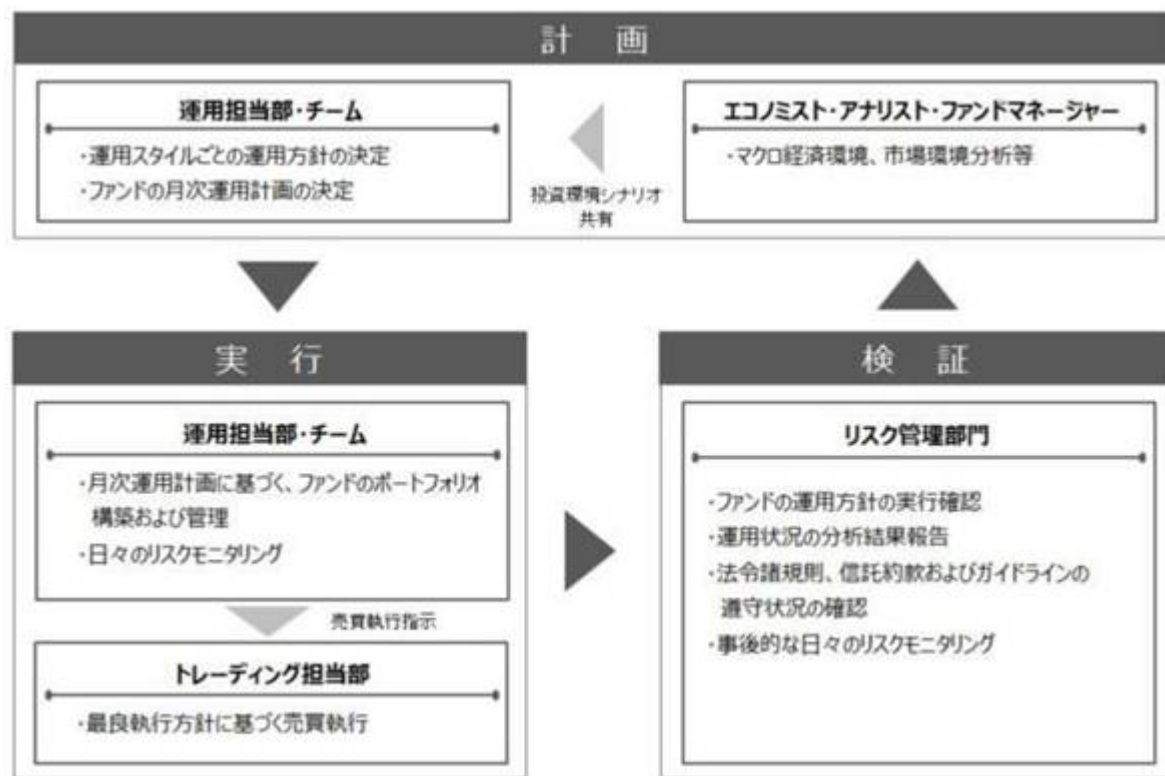 計 画
運用担当部・チーム
・運用スタイルごとの運用方針の決定
・ファンドの月次運用計画の決定
投資環境シナリオ
共有
エコノミスト・アナリスト・ファンドマネージャー
・マクロ経済環境、市場環境分析等
実 行
運用担当部・チーム
・月次運用計画に基づく、ファンドのポートフォリオ
構築および管理
・日々のリスクモニタリング
売買執行指示
トレーディング担当部
・最良執行方針に基づく売買執行
検 証
リスク管理部門
・ファンドの運用方針の実行確認
・運用状況の分析結果報告
・法令諸規則、信託約款およびガイドラインの
遵守状況の確認
・事後的な日々のリスクモニタリング